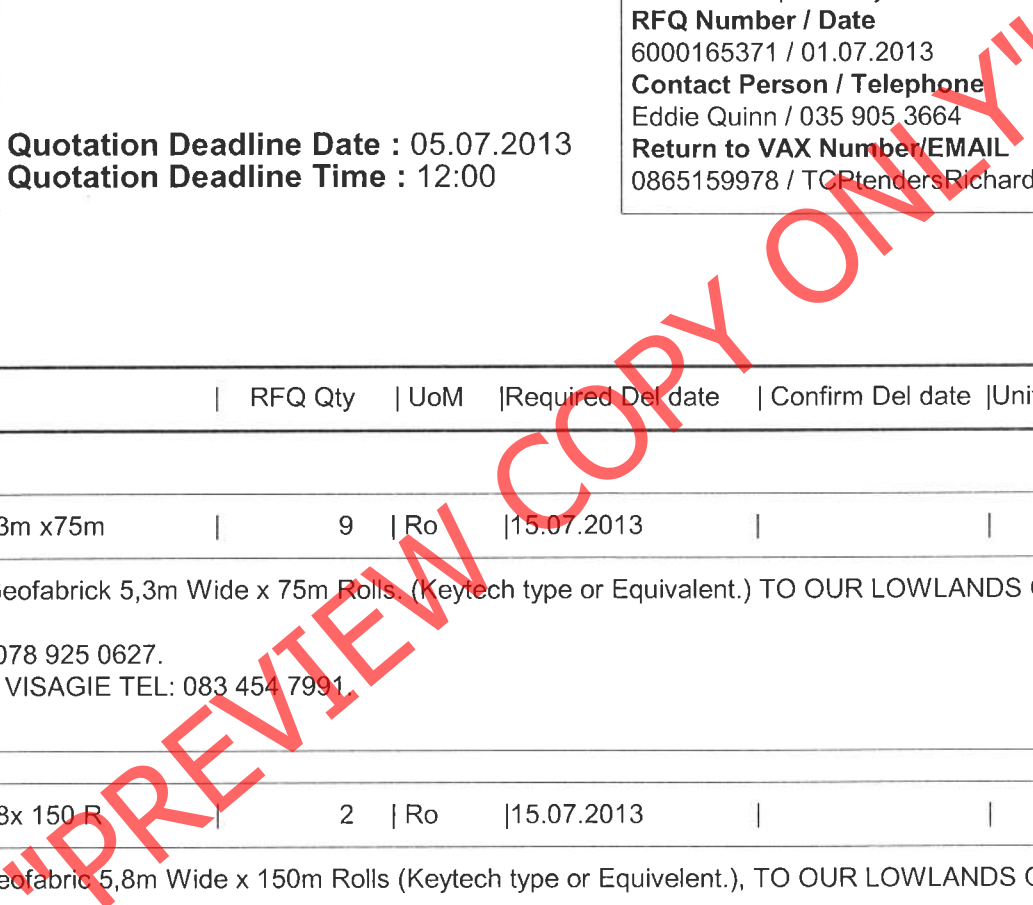 RFQ Number / Date
6000165371 / 01.07.2013
Contact Person / Telephone
Eddie Quinn / 035 905 3664
Return to VAX Number/EMAIL
0865159978 / TCPtendersRichard
Quotation Deadline Date : 05.07.2013
Quotation Deadline Time : 12:00
| RFQ Qty | UoM |Required Del date | Confirm Del date |Uni
3m x75m | 9 | Ro |15.07.2013 | |
eofabrick 5,3m Wide x 75m Rolls. (Keytech type or Equivalent.) TO OUR LOWLANDS
078 925 0627.
VISAGIE TEL: 083 454 7991.
8x 150 R | 2 | Ro |15.07.2013 | |
eofabric 5,8m Wide x 150m Rolls (Keytech type or Equivelent.), TO OUR LOWLANDS
"PREVIEW COPY ONLY"